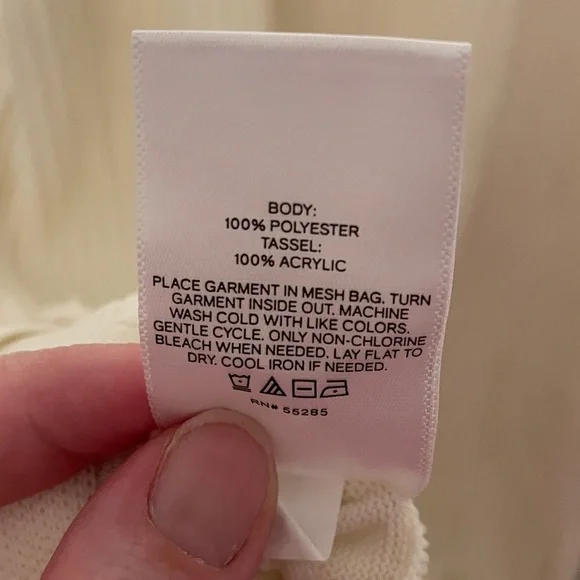 BODY:
100% POLYESTER
TASSEL:
100% ACRYLIC
PLACE GARMENT IN MESH BAG. TURN
GARMENT INSIDE OUT. MACHINE
WASH COLD WITH LIKE COLORS.
GENTLE CYCLE. ONLY NON-CHLORINE
BLEACH WHEN NEEDED. LAY FLAT TO
DRY. COOL IRON IF NEEDED.
RN# 55285